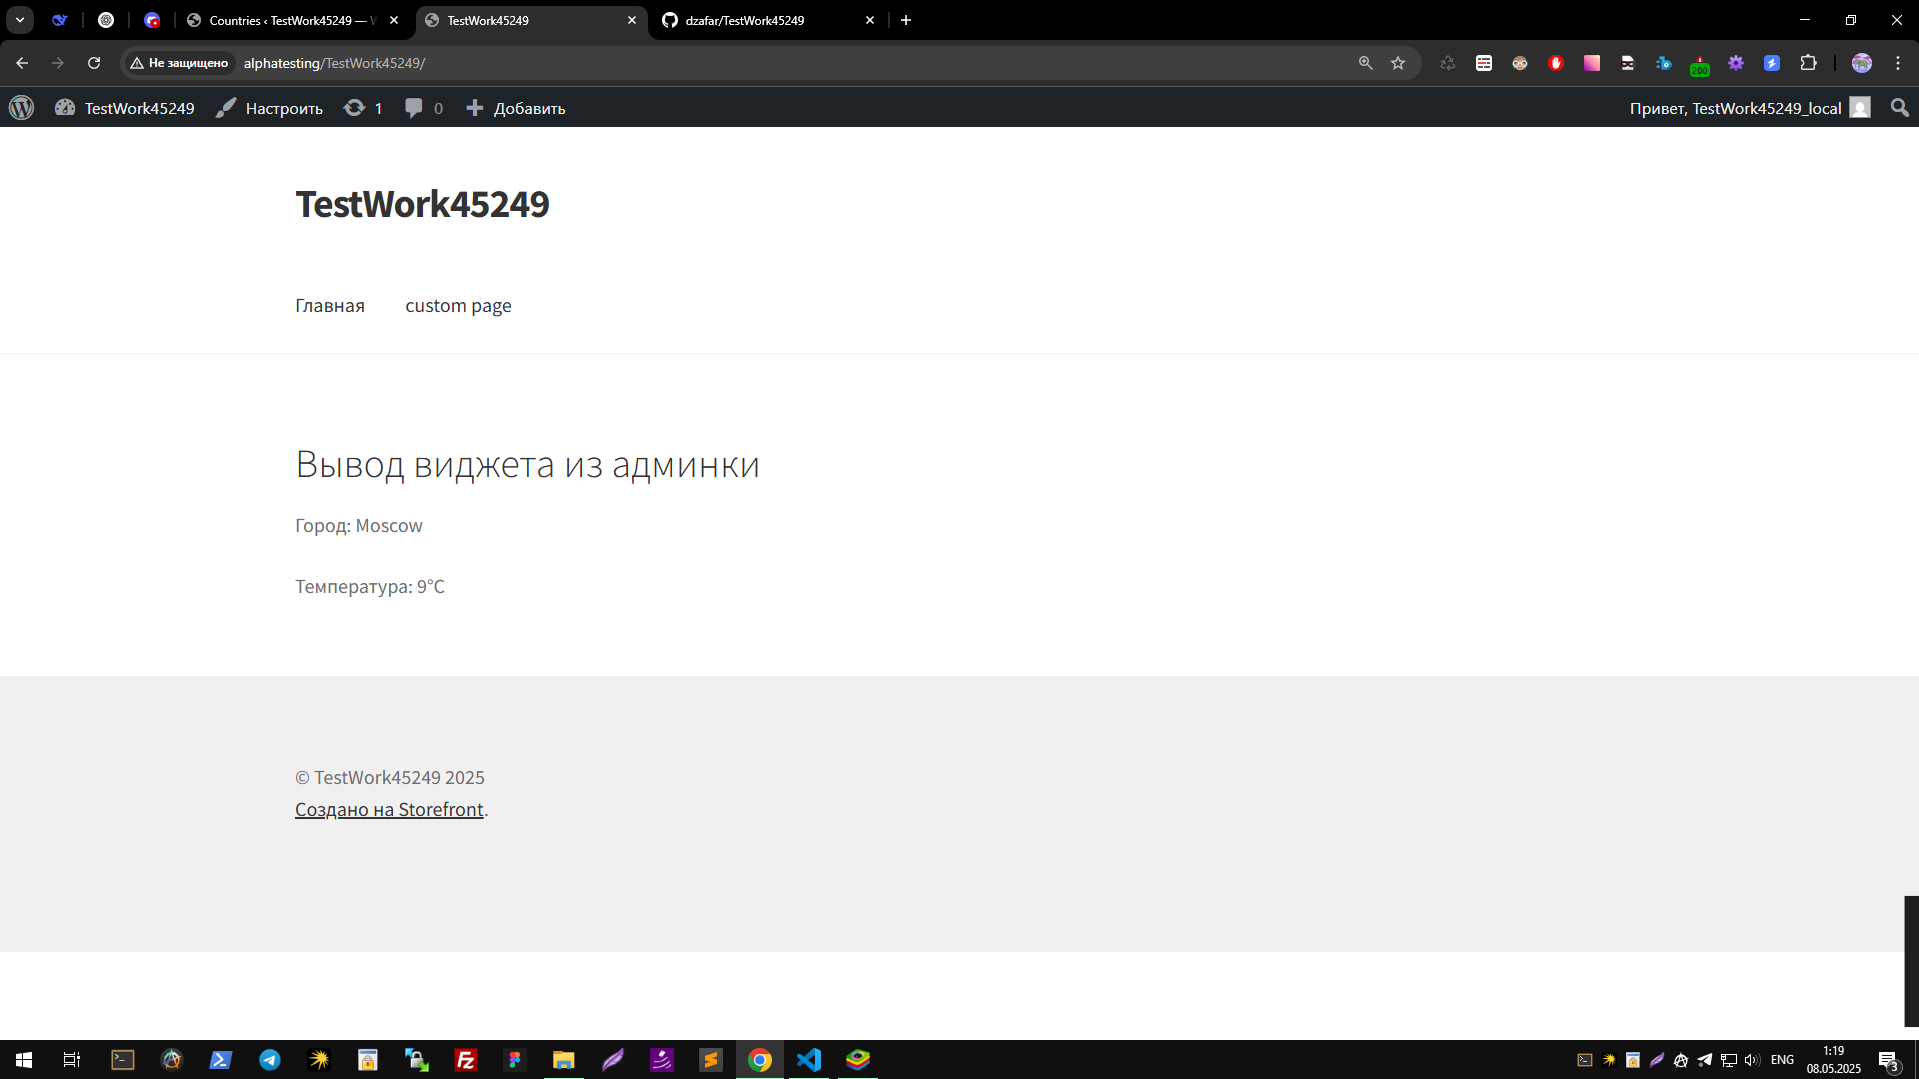 Countries ‹ TestWork45249 — W
TestWork45249
dzafar/TestWork45249
Не защищено
alphatesting/TestWork45249/
200
TestWork45249
Настроить
1
0
Добавить
Привет, TestWork45249_local
TestWork45249
Главная
custom page
Вывод виджета из админки
Город: Moscow
Температура: 9°C
© TestWork45249 2025
Создано на Storefront.
ENG
1:19
08.05.2025
3